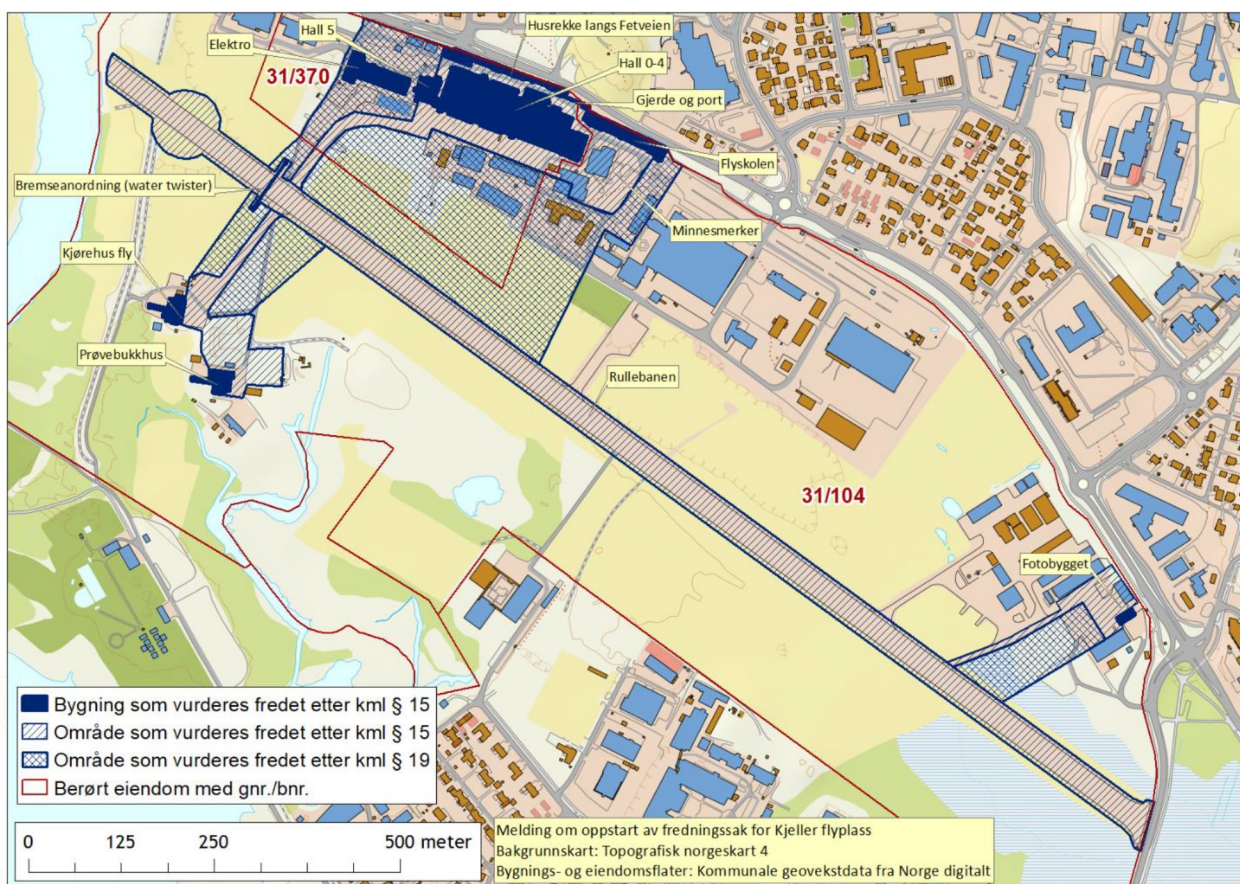 Husrekke langs Fetveien
Hall 5
Elektro
Hall 0-4
31/370
Gjerde og port
Flyskolen
Bremseanordning (water twister)
Minnesmerker
Kjørehus fly
Prøvebukkhus
Rullebanen
31/104
Fotobygget
Bygning som vurderes fredet etter kml § 15
Område som vurderes fredet etter kml § 15
Område som vurderes fredet etter kml § 19
Berørt eiendom med gnr./bnr.
0 125 250 500 meter
Melding om oppstart av fredningssak for Kjeller flyplass
Bakgrunnskart: Topografisk norgeskart 4
Bygnings- og eiendomsflater: Kommunale geovekstdata fra Norge digitalt